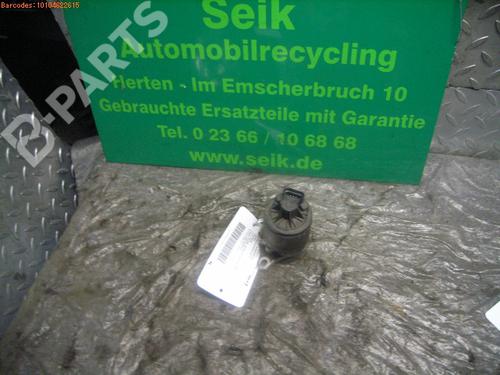 Barcodes:10104622615
Seik
Automobilrecycling
Herten - Im Emscherbruch 10
Gebrauchte Ersatzteile mit Garantie
Tel. 0 23 66 / 10 68 68
www.seik.de
B-PARTS